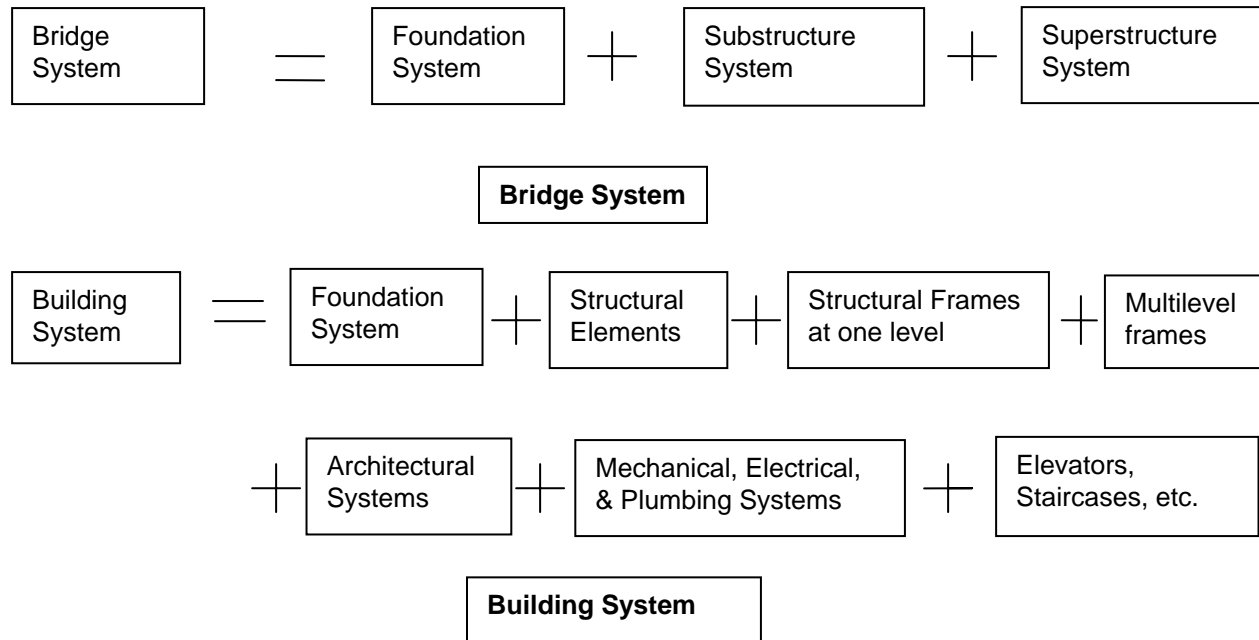 Bridge
System
=
Foundation
System
+
Substructure
System
+
Superstructure
System
Bridge System
Building
System
=
Foundation
System
+
Structural
Elements
+
Structural Frames
at one level
+
Multilevel
frames
+
Architectural
Systems
+
Mechanical, Electrical,
& Plumbing Systems
+
Elevators,
Staircases, etc.
Building System